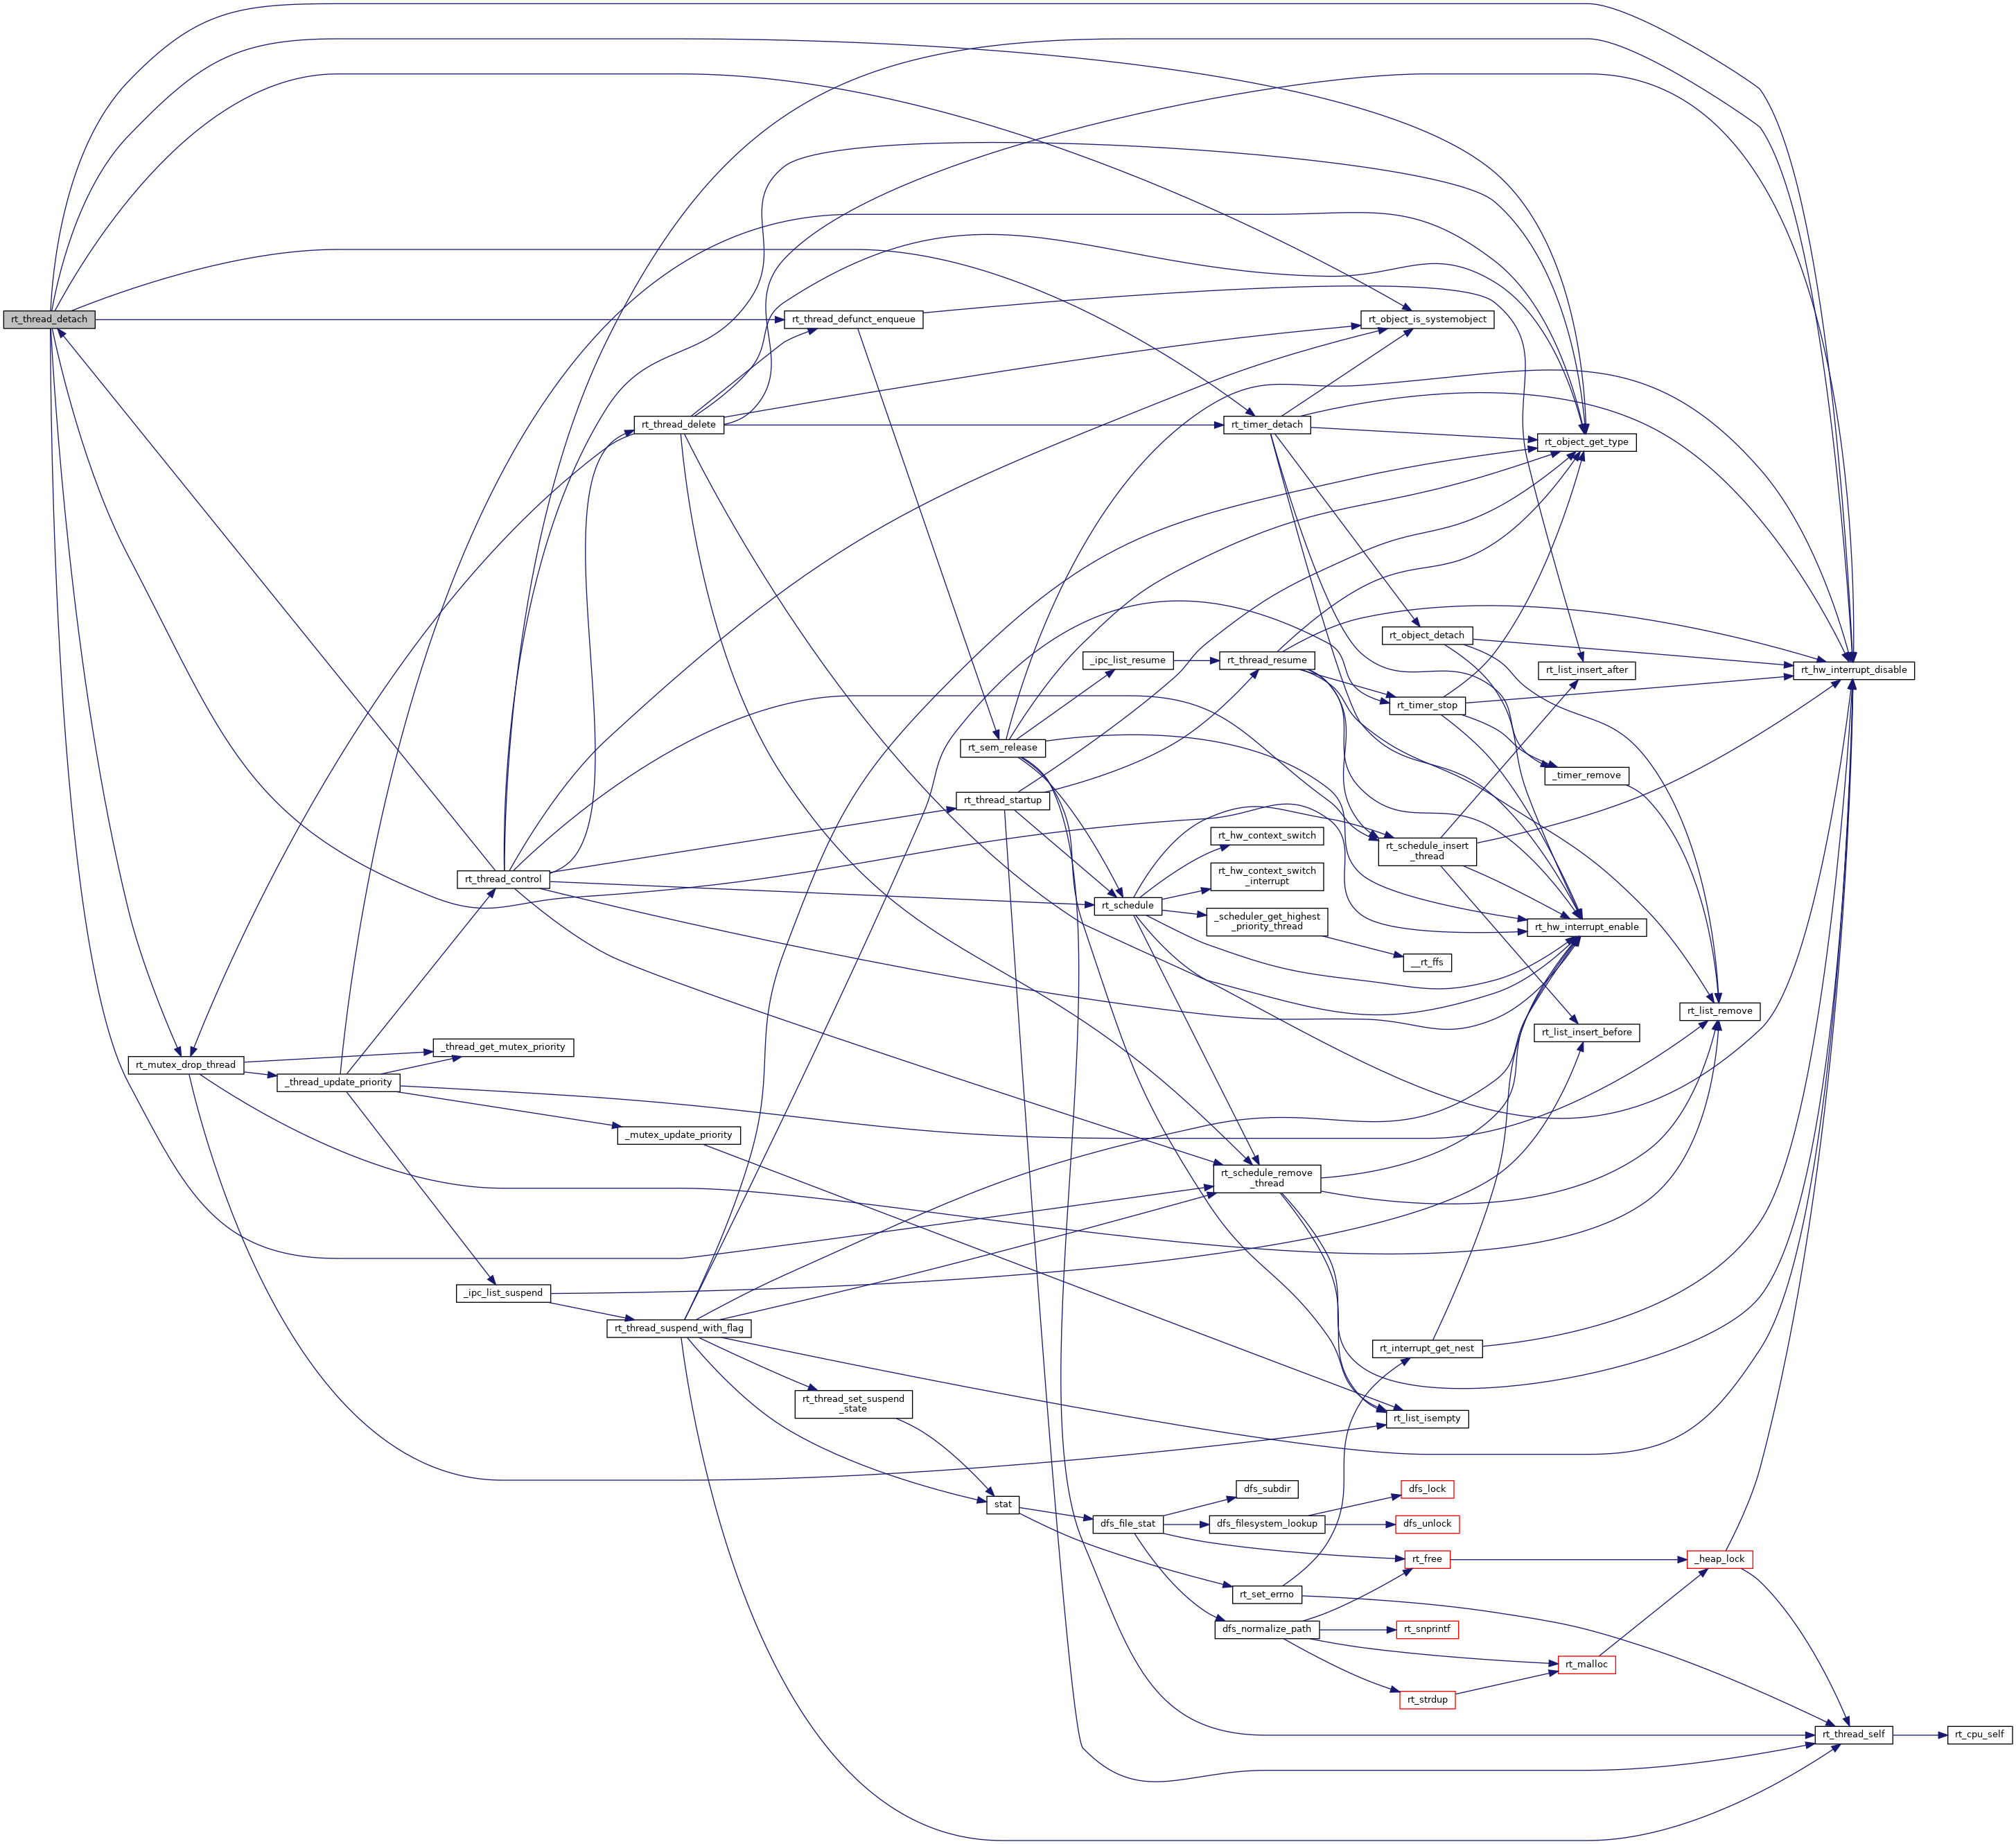 rt_thread_detach
rt_thread_defunct_enqueue
rt_object_is_systemobject
rt_thread_delete
rt_timer_detach
rt_object_get_type
rt_object_detach
_ipc_list_resume
rt_thread_resume
rt_list_insert_after
rt_hw_interrupt_disable
rt_timer_stop
rt_sem_release
_timer_remove
rt_thread_startup
rt_hw_context_switch
rt_schedule_insert
_thread
rt_thread_control
rt_hw_context_switch
_interrupt
rt_schedule
_scheduler_get_highest
_priority_thread
rt_hw_interrupt_enable
__rt_ffs
rt_list_remove
rt_list_insert_before
_thread_get_mutex_priority
rt_mutex_drop_thread
_thread_update_priority
_mutex_update_priority
rt_schedule_remove
_thread
_ipc_list_suspend
rt_thread_suspend_with_flag
rt_interrupt_get_nest
rt_thread_set_suspend
_state
rt_list_isempty
dfs_subdir
dfs_lock
stat
dfs_file_stat
dfs_filesystem_lookup
dfs_unlock
rt_free
_heap_lock
rt_set_errno
dfs_normalize_path
rt_snprintf
rt_malloc
rt_strdup
rt_thread_self
rt_cpu_self